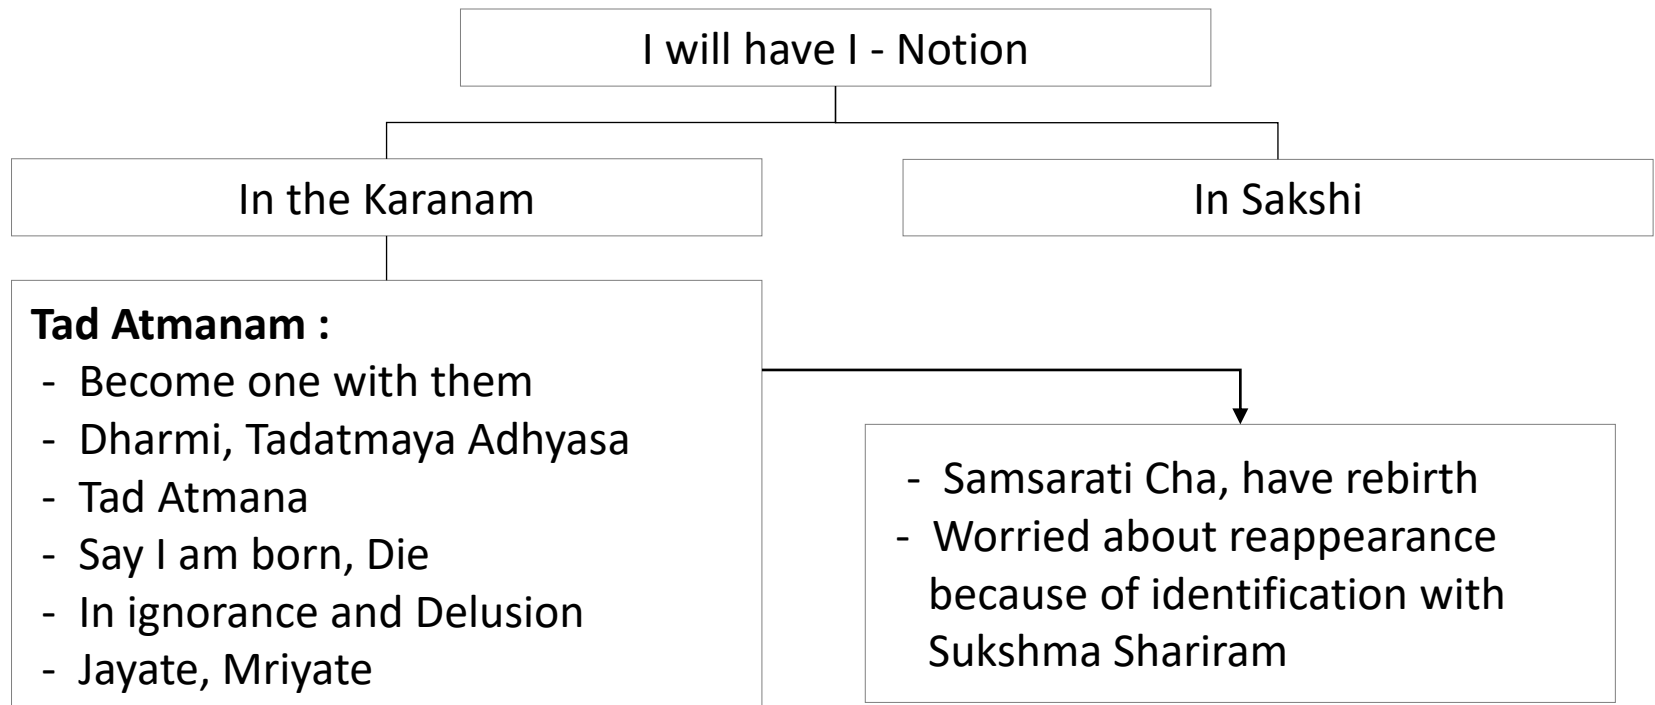 I will have I - Notion
In the Karanam
In Sakshi
Tad Atmanam :
- Become one with them
- Dharmi, Tadatmaya Adhyasa
- Tad Atmana
- Say I am born, Die
- In ignorance and Delusion
- Jayate, Mriyate
- Samsarati Cha, have rebirth
- Worried about reappearance
because of identification with
Sukshma Shariram